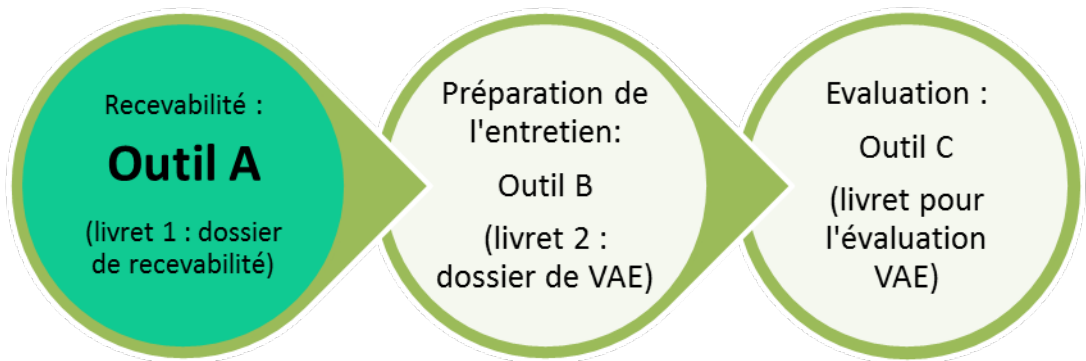 Recevabilité :
Outil A
(livret 1 : dossier
de recevabilité)
Préparation de
l'entretien:
Outil B
(livret 2 :
dossier de VAE)
Evaluation :
Outil C
(livret pour
l'évaluation
VAE)